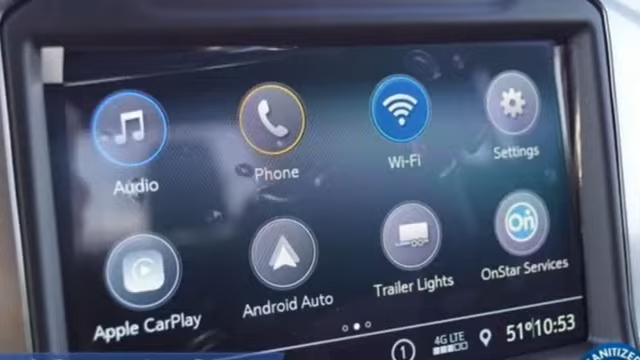 Audio
Phone
Wi-Fi
Settings
Apple CarPlay
Android Auto
Trailer Lights
On
OnStar Services
1
4G LTE
51° 10:53
ANITIZE